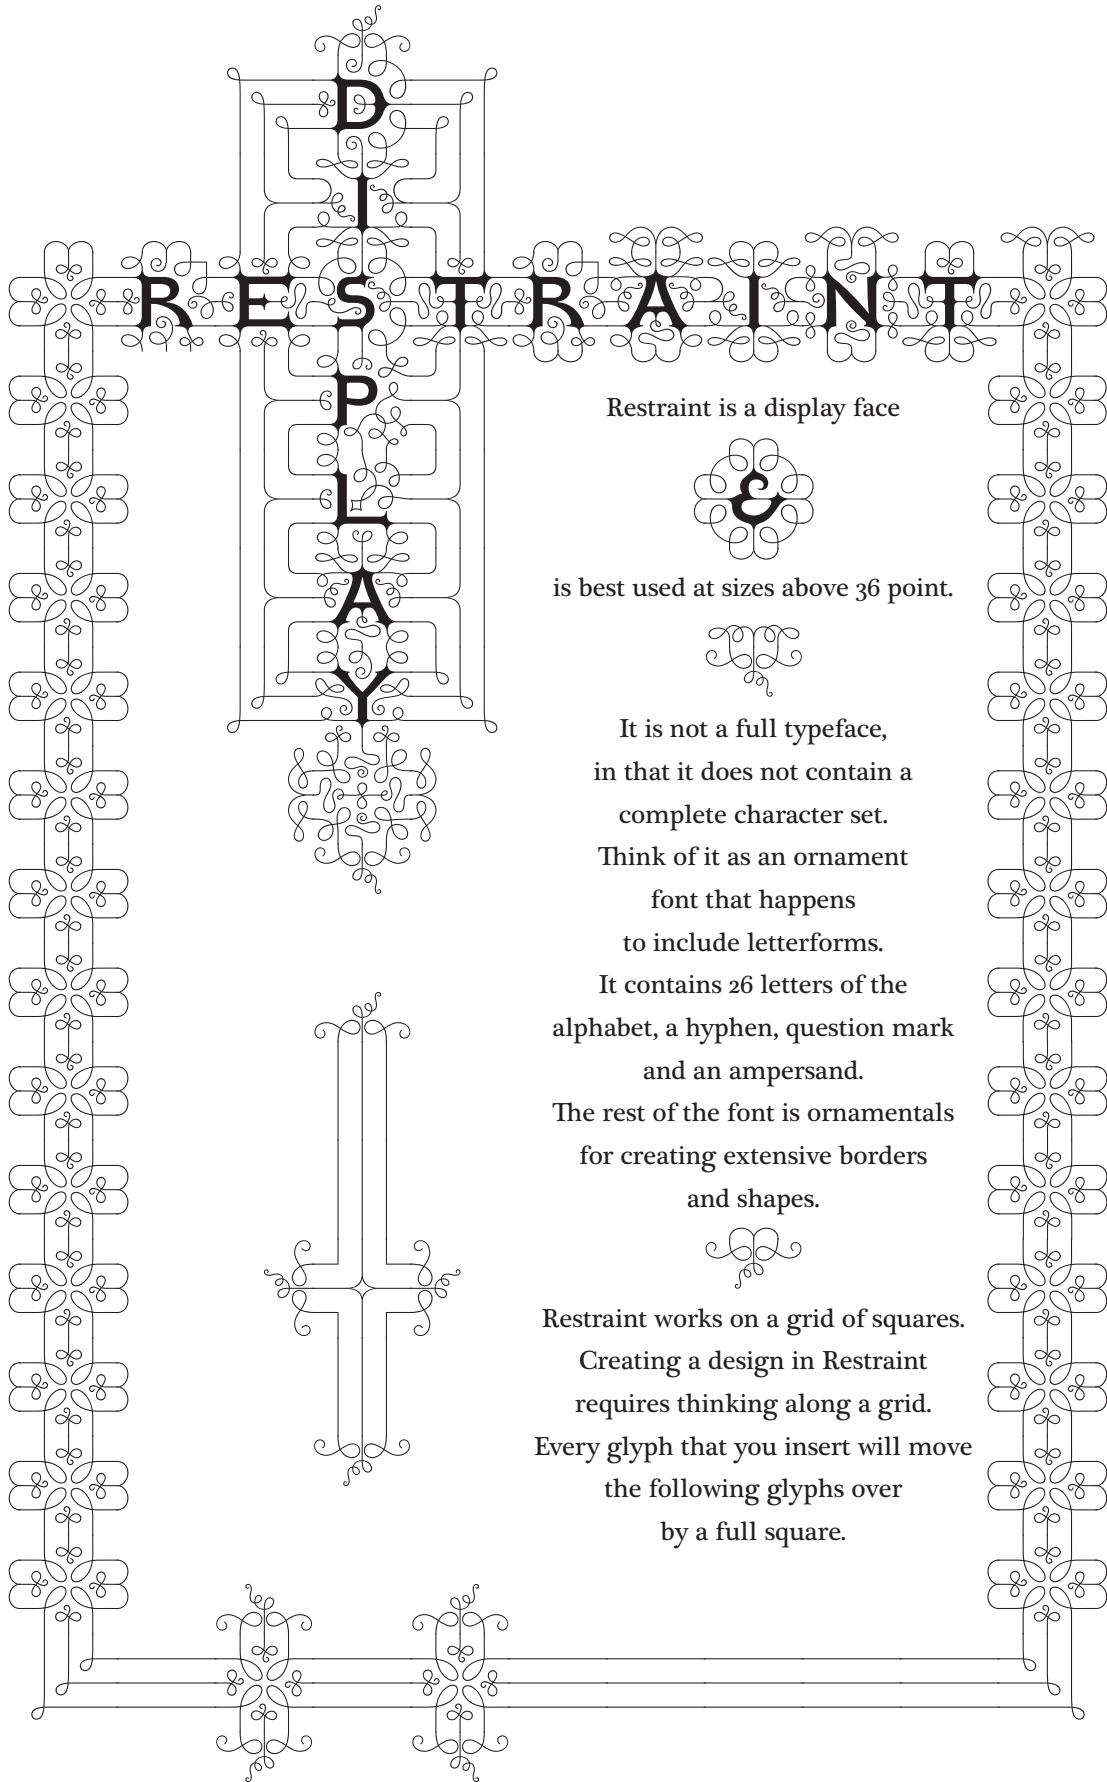 DISPLAY
RESTRAINT
Restraint is a display face
&
is best used at sizes above 36 point.
It is not a full typeface,
in that it does not contain a
complete character set.
Think of it as an ornament
font that happens
to include letterforms.
It contains 26 letters of the
alphabet, a hyphen, question mark
and an ampersand.
The rest of the font is ornamentals
for creating extensive borders
and shapes.
Restraint works on a grid of squares.
Creating a design in Restraint
requires thinking along a grid.
Every glyph that you insert will move
the following glyphs over
by a full square.